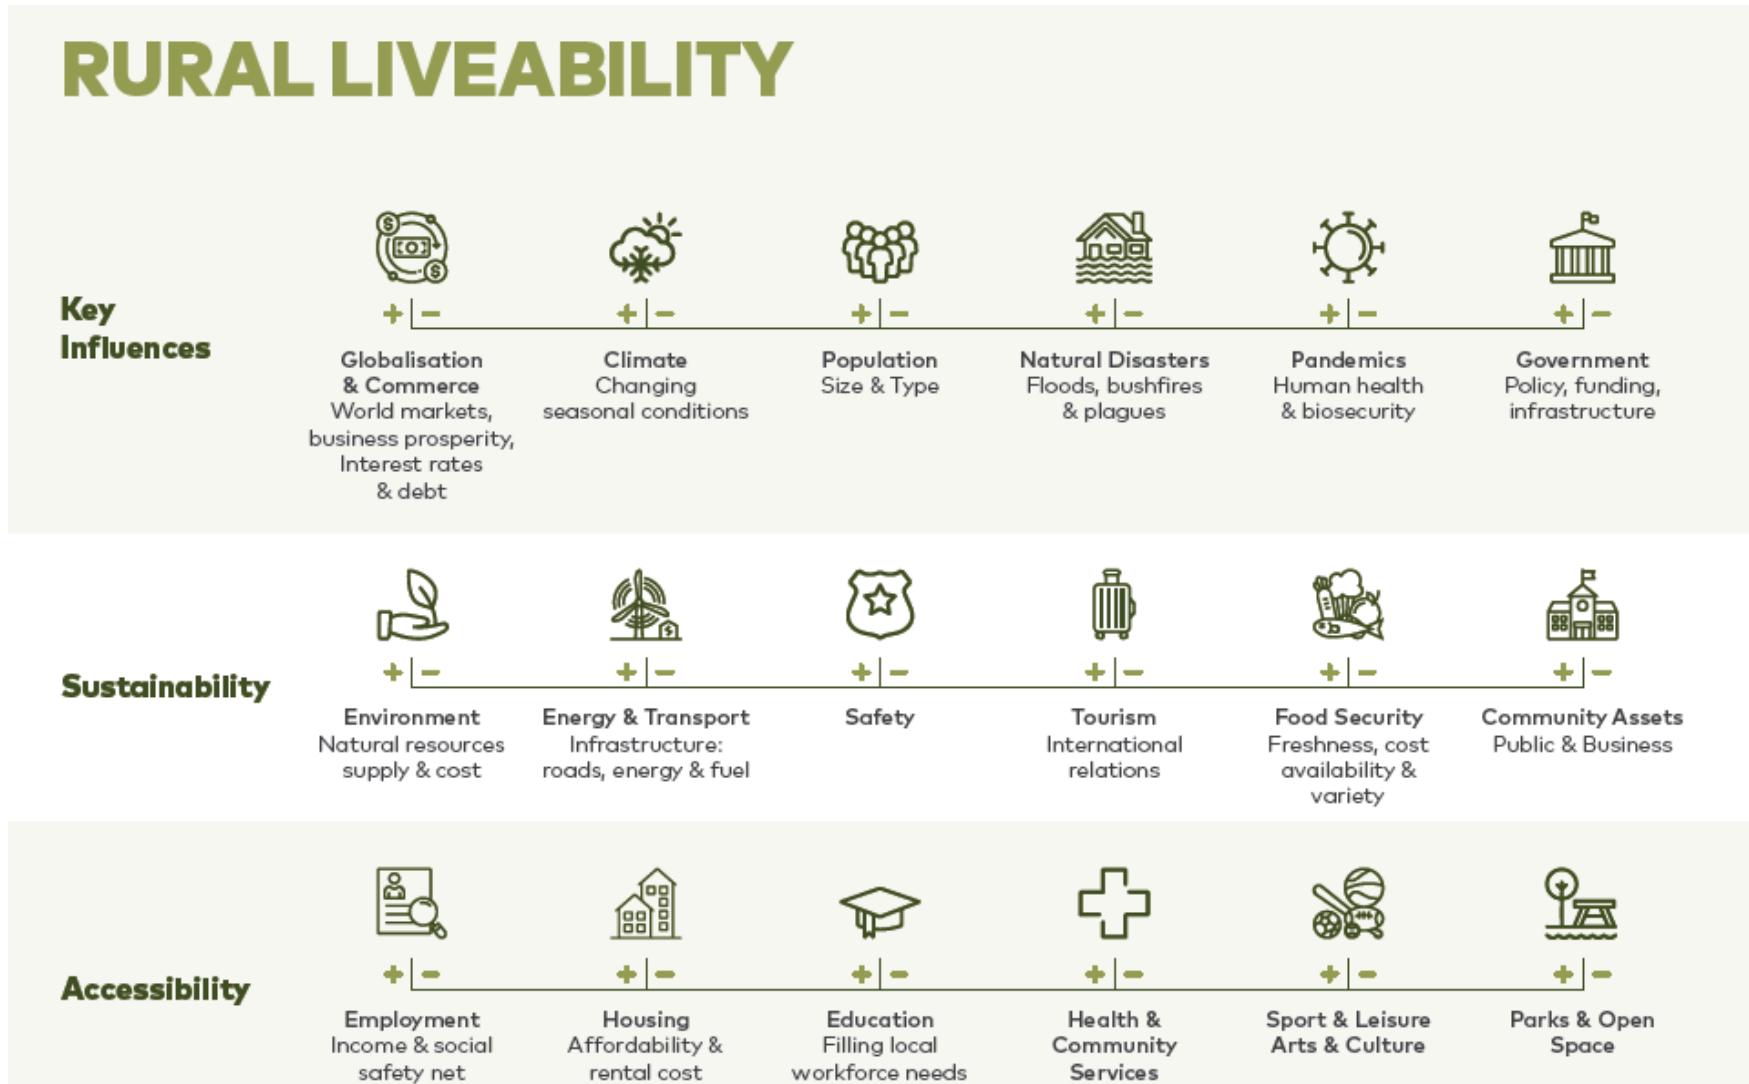 RURAL LIVEABILITY
Key
Influences
+ − + − + − + − + − + −
Globalisation
& Commerce
World markets,
business prosperity,
Interest rates
& debt
Climate
Changing
seasonal conditions
Population
Size & Type
Natural Disasters
Floods, bushfires
& plagues
Pandemics
Human health
& biosecurity
Government
Policy, funding,
infrastructure
Sustainability
+ − + − + − + − + − + −
Environment
Natural resources
supply & cost
Energy & Transport
Infrastructure:
roads, energy & fuel
Safety
Tourism
International
relations
Food Security
Freshness, cost
availability &
variety
Community Assets
Public & Business
Accessibility
+ − + − + − + − + − + −
Employment
Income & social
safety net
Housing
Affordability &
rental cost
Education
Filling local
workforce needs
Health &
Community
Services
Sport & Leisure
Arts & Culture
Parks & Open
Space